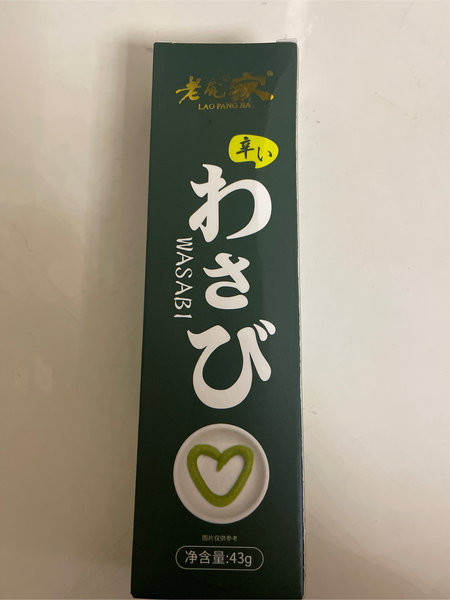 老庞家®
LAO PANG JIA
辛い
わさび
WASABI
图片仅供参考
净含量:43g